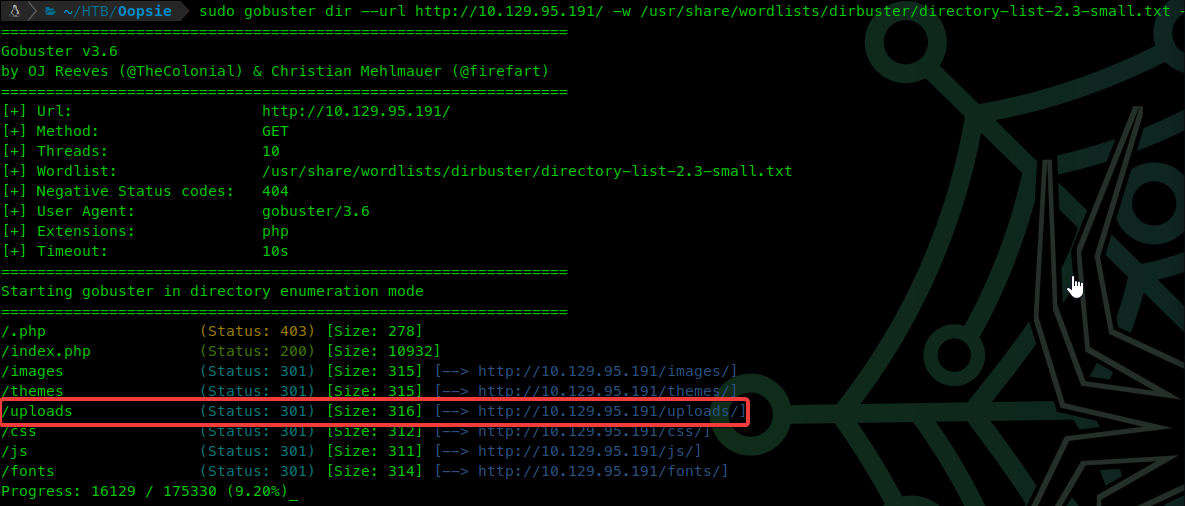 ~/HTB/Oopsie sudo gobuster dir --url http://10.129.95.191/ -w /usr/share/wordlists/dirbuster/directory-list-2.3-small.txt -
===============================================================
Gobuster v3.6
by OJ Reeves (@TheColonial) & Christian Mehlmauer (@firefart)
===============================================================
[+] Url:                     http://10.129.95.191/
[+] Method:                  GET
[+] Threads:                 10
[+] Wordlist:                /usr/share/wordlists/dirbuster/directory-list-2.3-small.txt
[+] Negative Status codes:   404
[+] User Agent:              gobuster/3.6
[+] Extensions:              php
[+] Timeout:                 10s
===============================================================
Starting gobuster in directory enumeration mode
===============================================================
/.php                 (Status: 403) [Size: 278]
/index.php            (Status: 200) [Size: 10932]
/images               (Status: 301) [Size: 315] [--> http://10.129.95.191/images/]
/themes               (Status: 301) [Size: 315] [--> http://10.129.95.191/themes/]
/uploads              (Status: 301) [Size: 316] [--> http://10.129.95.191/uploads/]
/css                  (Status: 301) [Size: 312] [--> http://10.129.95.191/css/]
/js                   (Status: 301) [Size: 311] [--> http://10.129.95.191/js/]
/fonts                (Status: 301) [Size: 314] [--> http://10.129.95.191/fonts/]
Progress: 16129 / 175330 (9.20%)_